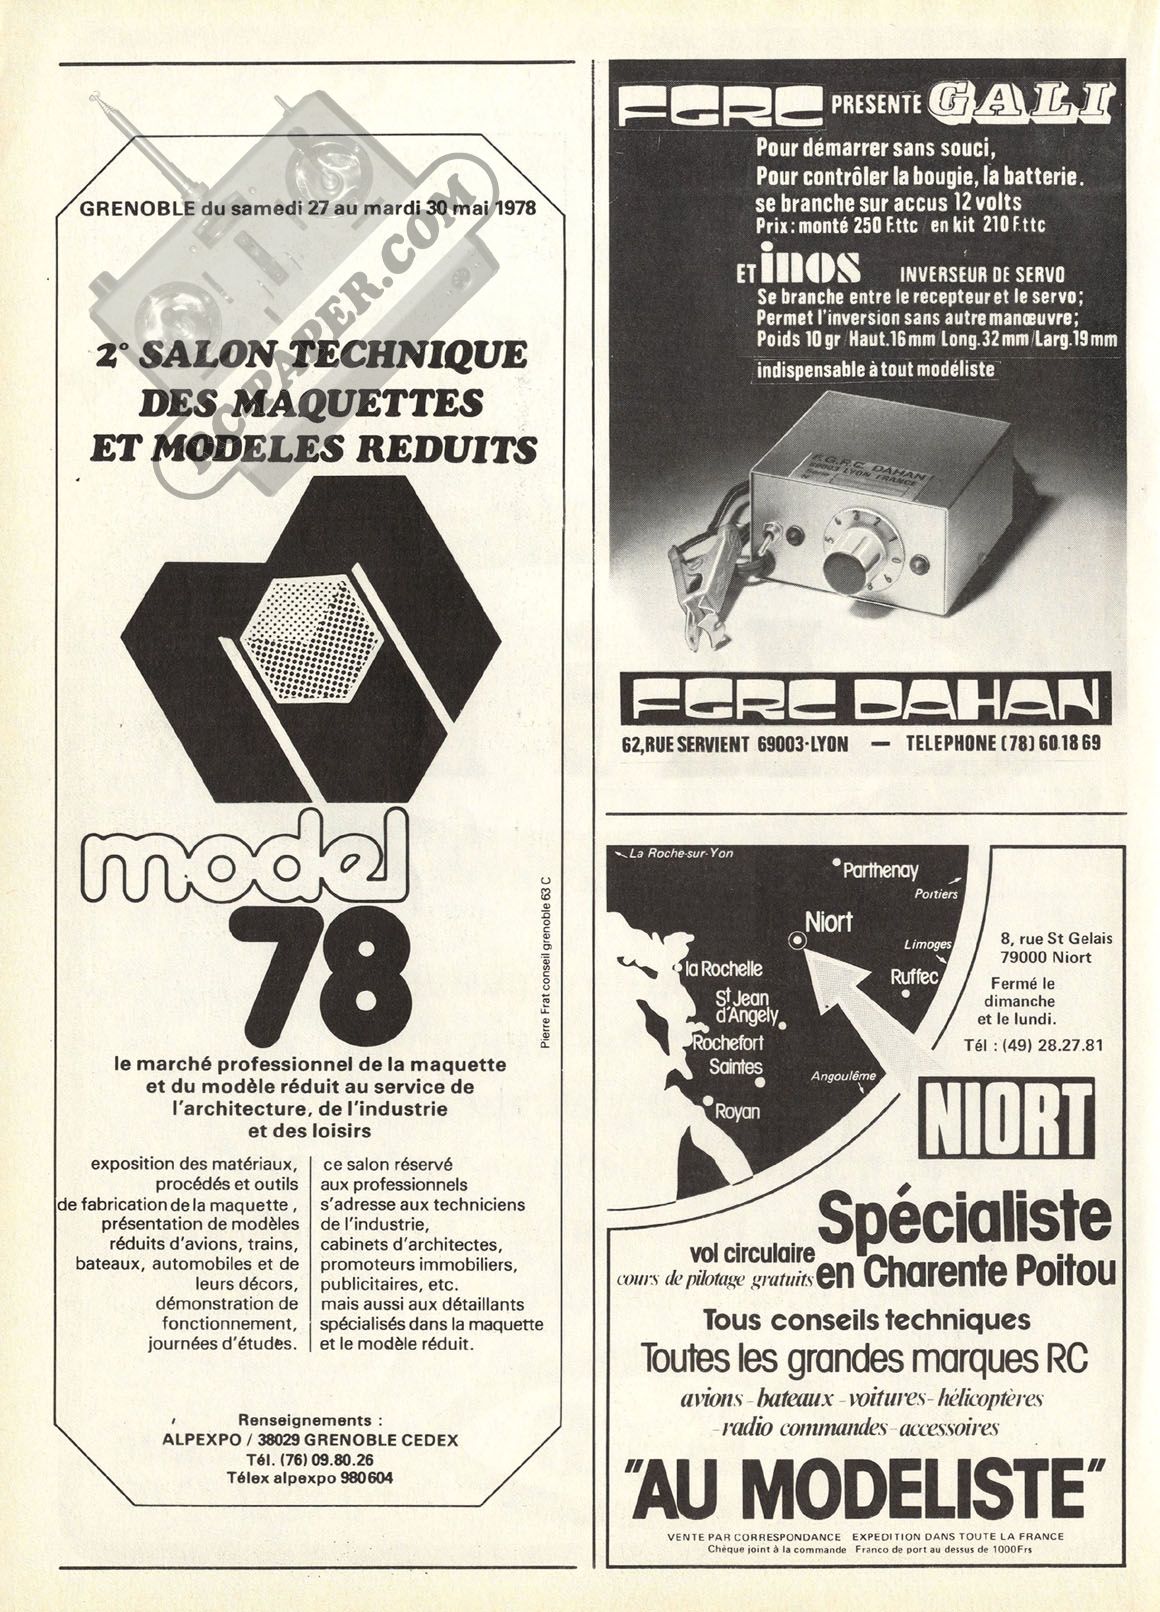 GRENOBLE du samedi 27 au mardi 30 mai 1978
RCPAPER.COM
2° SALON TECHNIQUE
DES MAQUETTES
ET MODELES REDUITS
model
78
Pierre Frat conseil grenoble 63 C
le marché professionnel de la maquette
et du modèle réduit au service de
l'architecture, de l'industrie
et des loisirs
exposition des matériaux,
procédés et outils
de fabrication de la maquette,
présentation de modèles
réduits d'avions, trains,
bateaux, automobiles et de
leurs décors,
démonstration de
fonctionnement,
journées d'études.
ce salon réservé
aux professionnels
s'adresse aux techniciens
de l'industrie,
cabinets d'architectes,
promoteurs immobiliers,
publicitaires, etc.
mais aussi aux détaillants
spécialisés dans la maquette
et le modèle réduit.
Renseignements :
ALPEXPO / 38029 GRENOBLE CEDEX
Tél. (76) 09.80.26
Télex alpexpo 980604
FGRC PRESENTE GALI
Pour démarrer sans souci,
Pour contrôler la bougie, la batterie.
se branche sur accus 12 volts
Prix : monté 250 F.ttc / en kit 210 F.ttc
ET inos INVERSEUR DE SERVO
Se branche entre le recepteur et le servo;
Permet l'inversion sans autre manœuvre;
Poids 10 gr/Haut.16mm/Long.32mm/Larg.19mm
indispensable à tout modéliste
F.G.R.C. DAHAN
69003 LYON FRANCE
Serie
N°
FGRC DAHAN
62, RUE SERVIENT 69003-LYON — TELEPHONE (78) 60.18 69
La Roche-sur-Yon
Parthenay
Poitiers
Niort
Limoges
la Rochelle
Ruffec
St Jean
d'Angely
Rochefort
Saintes
Angoulême
Royan
8, rue St Gelais
79000 Niort
Fermé le
dimanche
et le lundi.
Tél : (49) 28.27.81
NIORT
Spécialiste
vol circulaire
cours de pilotage gratuits
en Charente Poitou
Tous conseils techniques
Toutes les grandes marques RC
avions - bateaux - voitures - hélicoptères
- radio commandes - accessoires
"AU MODELISTE"
VENTE PAR CORRESPONDANCE EXPEDITION DANS TOUTE LA FRANCE
Chèque joint à la commande Franco de port au dessus de 1000Frs